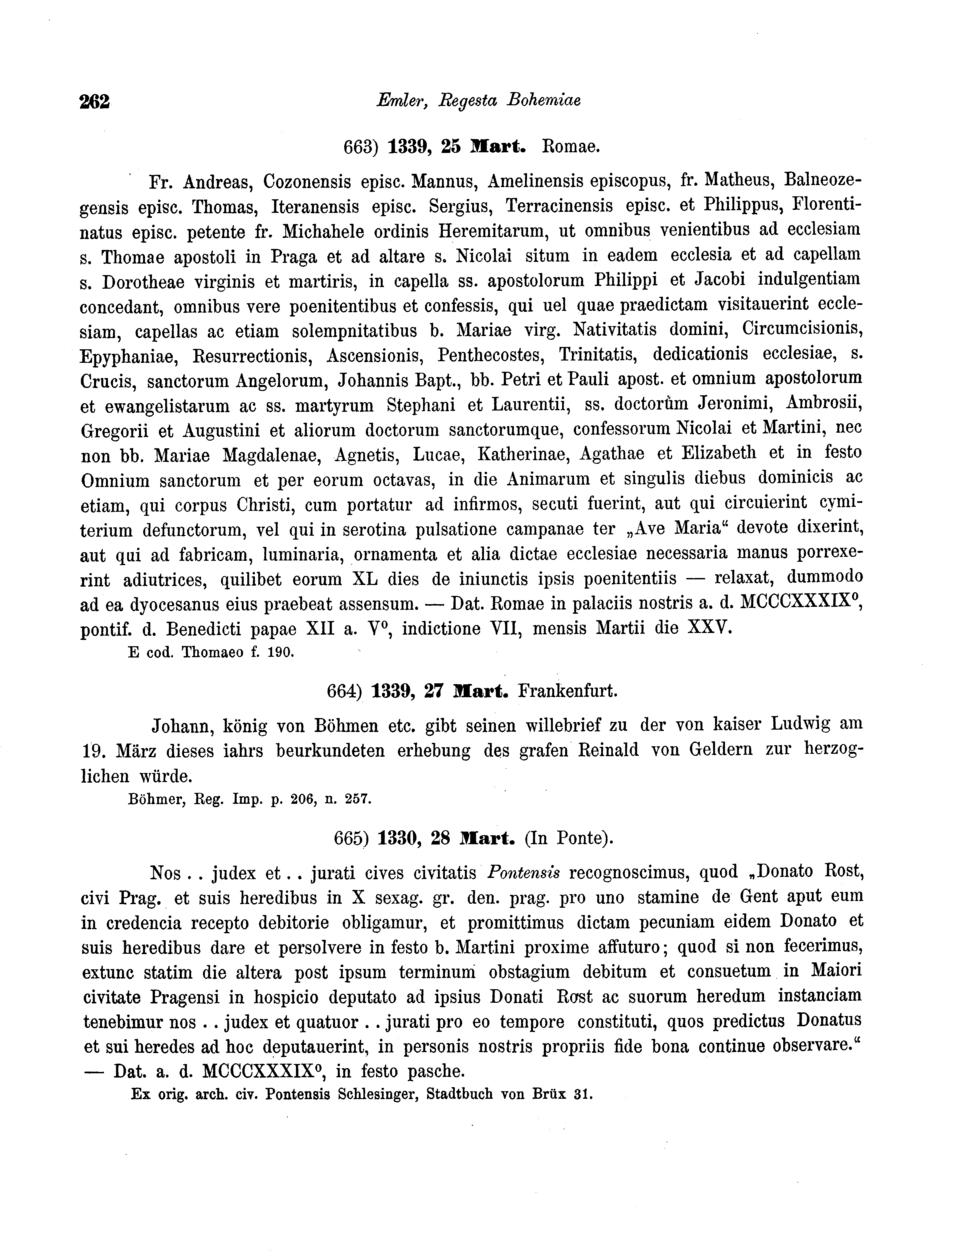 262 Emler, Regesta Bohemiae
663) 1339, 25 Mart. Romae.
Fr. Andreas, Cozonensis episc. Mannus, Amelinensis episcopus, fr. Matheus, Balneoze-
gensis episc. Thomas, Iteranensis episc. Sergius, Terracinensis episc. et Philippus, Florenti-
natus episc. petente fr. Michahele ordinis Heremitarum, ut omnibus venientibus ad ecclesiam
s. Thomae apostoli in Praga et ad altare s. Nicolai situm in eadem ecclesia et ad capellam
s. Dorotheae virginis et martiris, in capella ss. apostolorum Philippi et Jacobi indulgentiam
concedant, omnibus vere poenitentibus et confessis, qui uel quae praedictam visitauerint eccle-
siam, capellas ac etiam solempnitatibus b. Mariae virg. Nativitatis domini, Circumcisionis,
Epyphaniae, Resurrectionis, Ascensionis, Penthecostes, Trinitatis, dedicationis ecclesiae, s.
Crucis, sanctorum Angelorum, Johannis Bapt., bb. Petri et Pauli apost. et omnium apostolorum
et ewangelistarum ac ss. martyrum Stephani et Laurentii, ss. doctorùm Jeronimi, Ambrosii,
Gregorii et Augustini et aliorum doctorum sanctorumque, confessorum Nicolai et Martini, nec
non bb. Mariae Magdalenae, Agnetis, Lucae, Katherinae, Agathae et Elizabeth et in festo
Omnium sanctorum et per eorum octavas, in die Animarum et singulis diebus dominicis ac
etiam, qui corpus Christi, cum portatur ad infirmos, secuti fuerint, aut qui circuierint cymi-
terium defunctorum, vel qui in serotina pulsatione campanae ter „Ave Maria“ devote dixerint,
aut qui ad fabricam, luminaria, ornamenta et alia dictae ecclesiae necessaria manus porrexe-
rint adiutrices, quilibet eorum XL dies de iniunctis ipsis poenitentiis — relaxat, dummodo
ad ea dyocesanus eius praebeat assensum. — Dat. Romae in palaciis nostris a. d. MCCCXXXIX⁰,
pontif. d. Benedicti papae XII a. V⁰, indictione VII, mensis Martii die XXV.
E cod. Thomaeo f. 190.
664) 1339, 27 Mart. Frankenfurt.
Johann, könig von Böhmen etc. gibt seinen willebrief zu der von kaiser Ludwig am
19. März dieses iahrs beurkundeten erhebung des grafen Reinald von Geldern zur herzog-
lichen würde.
Böhmer, Reg. Imp. p. 206, n. 257.
665) 1330, 28 Mart. (In Ponte).
Nos . . judex et . . jurati cives civitatis Pontensis recognoscimus, quod „Donato Rost,
civi Prag. et suis heredibus in X sexag. gr. den. prag. pro uno stamine de Gent aput eum
in credencia recepto debitorie obligamur, et promittimus dictam pecuniam eidem Donato et
suis heredibus dare et persolvere in festo b. Martini proxime affuturo; quod si non fecerimus,
extunc statim die altera post ipsum terminum obstagium debitum et consuetum in Maiori
civitate Pragensi in hospicio deputato ad ipsius Donati Rost ac suorum heredum instanciam
tenebimur nos . . judex et quatuor . . jurati pro eo tempore constituti, quos predictus Donatus
et sui heredes ad hoc deputauerint, in personis nostris propriis fide bona continue observare.“
— Dat. a. d. MCCCXXXIX⁰, in festo pasche.
Ex orig. arch. civ. Pontensis Schlesinger, Stadtbuch von Brüx 31.